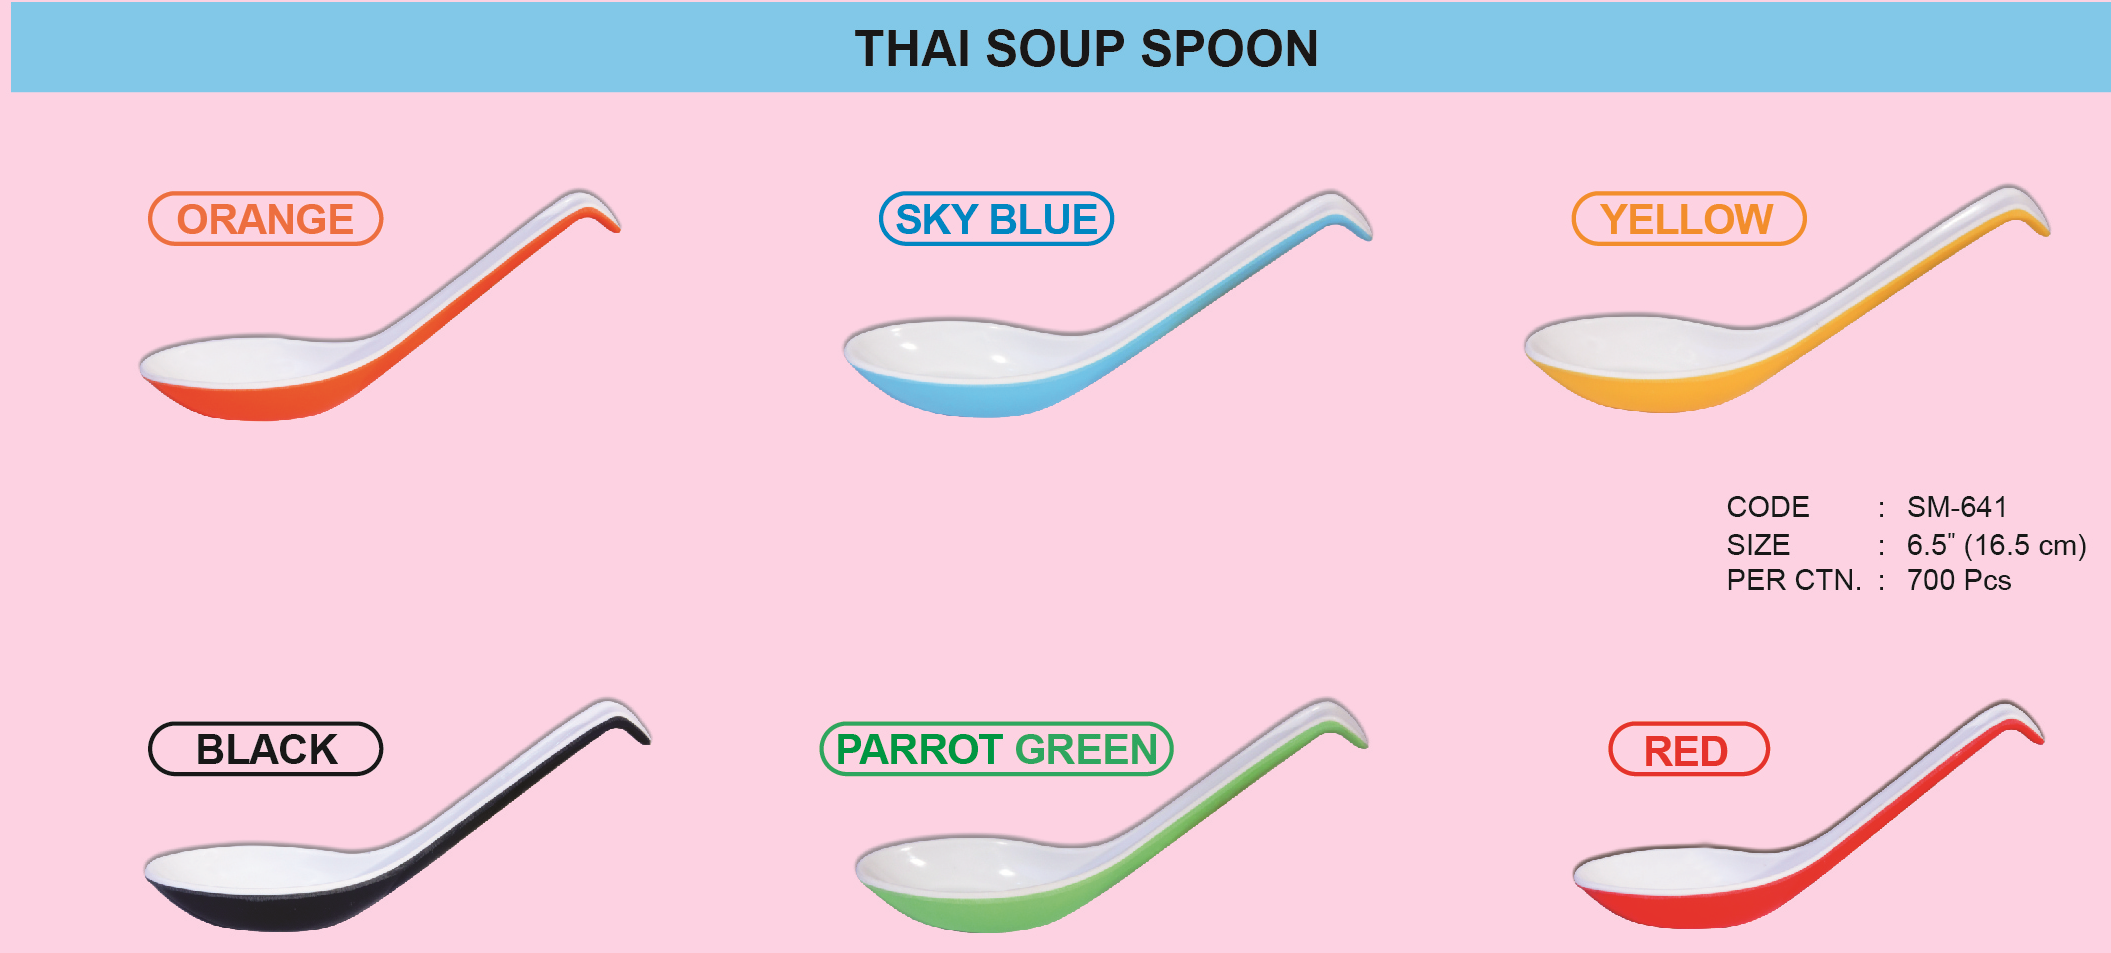 THAI SOUP SPOON
ORANGE
SKY BLUE
YELLOW
CODE : SM-641
SIZE : 6.5" (16.5 cm)
PER CTN. : 700 Pcs
BLACK
PARROT GREEN
RED